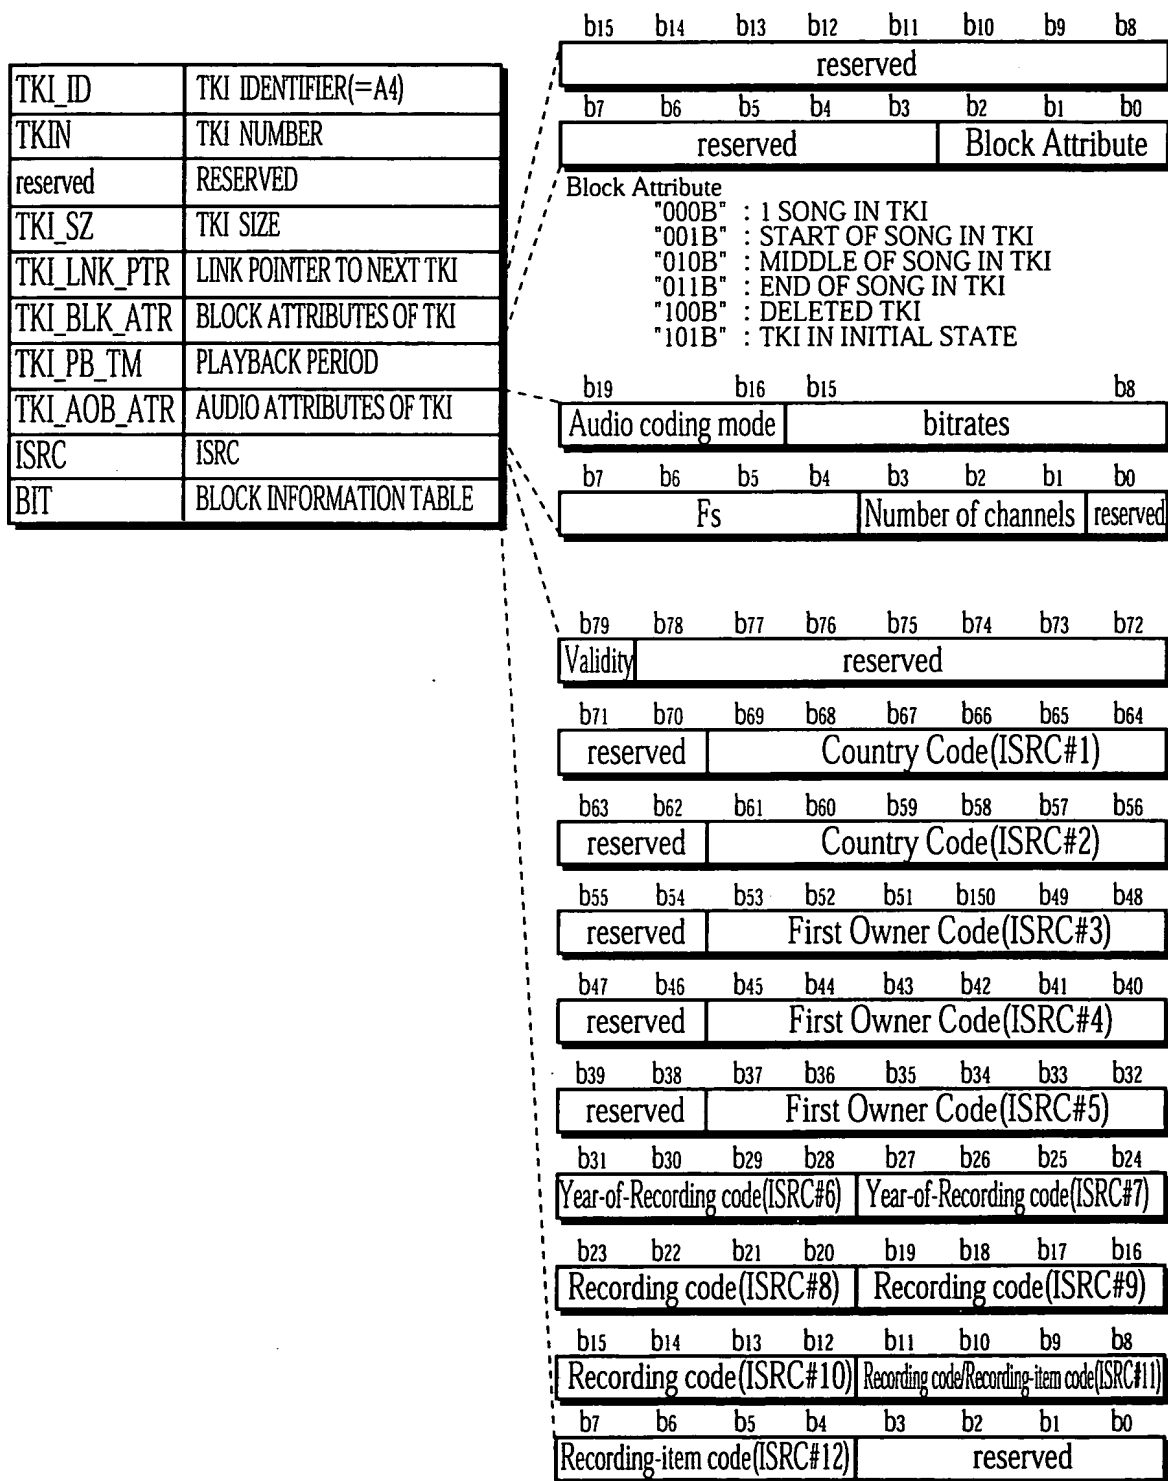 TKI_ID TKI IDENTIFIER(=A4)
TKIN TKI NUMBER
reserved RESERVED
TKI_SZ TKI SIZE
TKI_LNK_PTR LINK POINTER TO NEXT TKI
TKI_BLK_ATR BLOCK ATTRIBUTES OF TKI
TKI_PB_TM PLAYBACK PERIOD
TKI_AOB_ATR AUDIO ATTRIBUTES OF TKI
ISRC ISRC
BIT BLOCK INFORMATION TABLE
b15 b14 b13 b12 b11 b10 b9 b8
reserved
b7 b6 b5 b4 b3 b2 b1 b0
reserved Block Attribute
Block Attribute
"000B" : 1 SONG IN TKI
"001B" : START OF SONG IN TKI
"010B" : MIDDLE OF SONG IN TKI
"011B" : END OF SONG IN TKI
"100B" : DELETED TKI
"101B" : TKI IN INITIAL STATE
b19 b16 b15 b8
Audio coding mode bitrates
b7 b6 b5 b4 b3 b2 b1 b0
Fs Number of channels reserved
b79 b78 b77 b76 b75 b74 b73 b72
Validity reserved
b71 b70 b69 b68 b67 b66 b65 b64
reserved Country Code(ISRC#1)
b63 b62 b61 b60 b59 b58 b57 b56
reserved Country Code(ISRC#2)
b55 b54 b53 b52 b51 b150 b49 b48
reserved First Owner Code(ISRC#3)
b47 b46 b45 b44 b43 b42 b41 b40
reserved First Owner Code(ISRC#4)
b39 b38 b37 b36 b35 b34 b33 b32
reserved First Owner Code(ISRC#5)
b31 b30 b29 b28 b27 b26 b25 b24
Year-of-Recording code(ISRC#6) Year-of-Recording code(ISRC#7)
b23 b22 b21 b20 b19 b18 b17 b16
Recording code(ISRC#8) Recording code(ISRC#9)
b15 b14 b13 b12 b11 b10 b9 b8
Recording code(ISRC#10) Recording code/Recording-item code(ISRC#11)
b7 b6 b5 b4 b3 b2 b1 b0
Recording-item code(ISRC#12) reserved